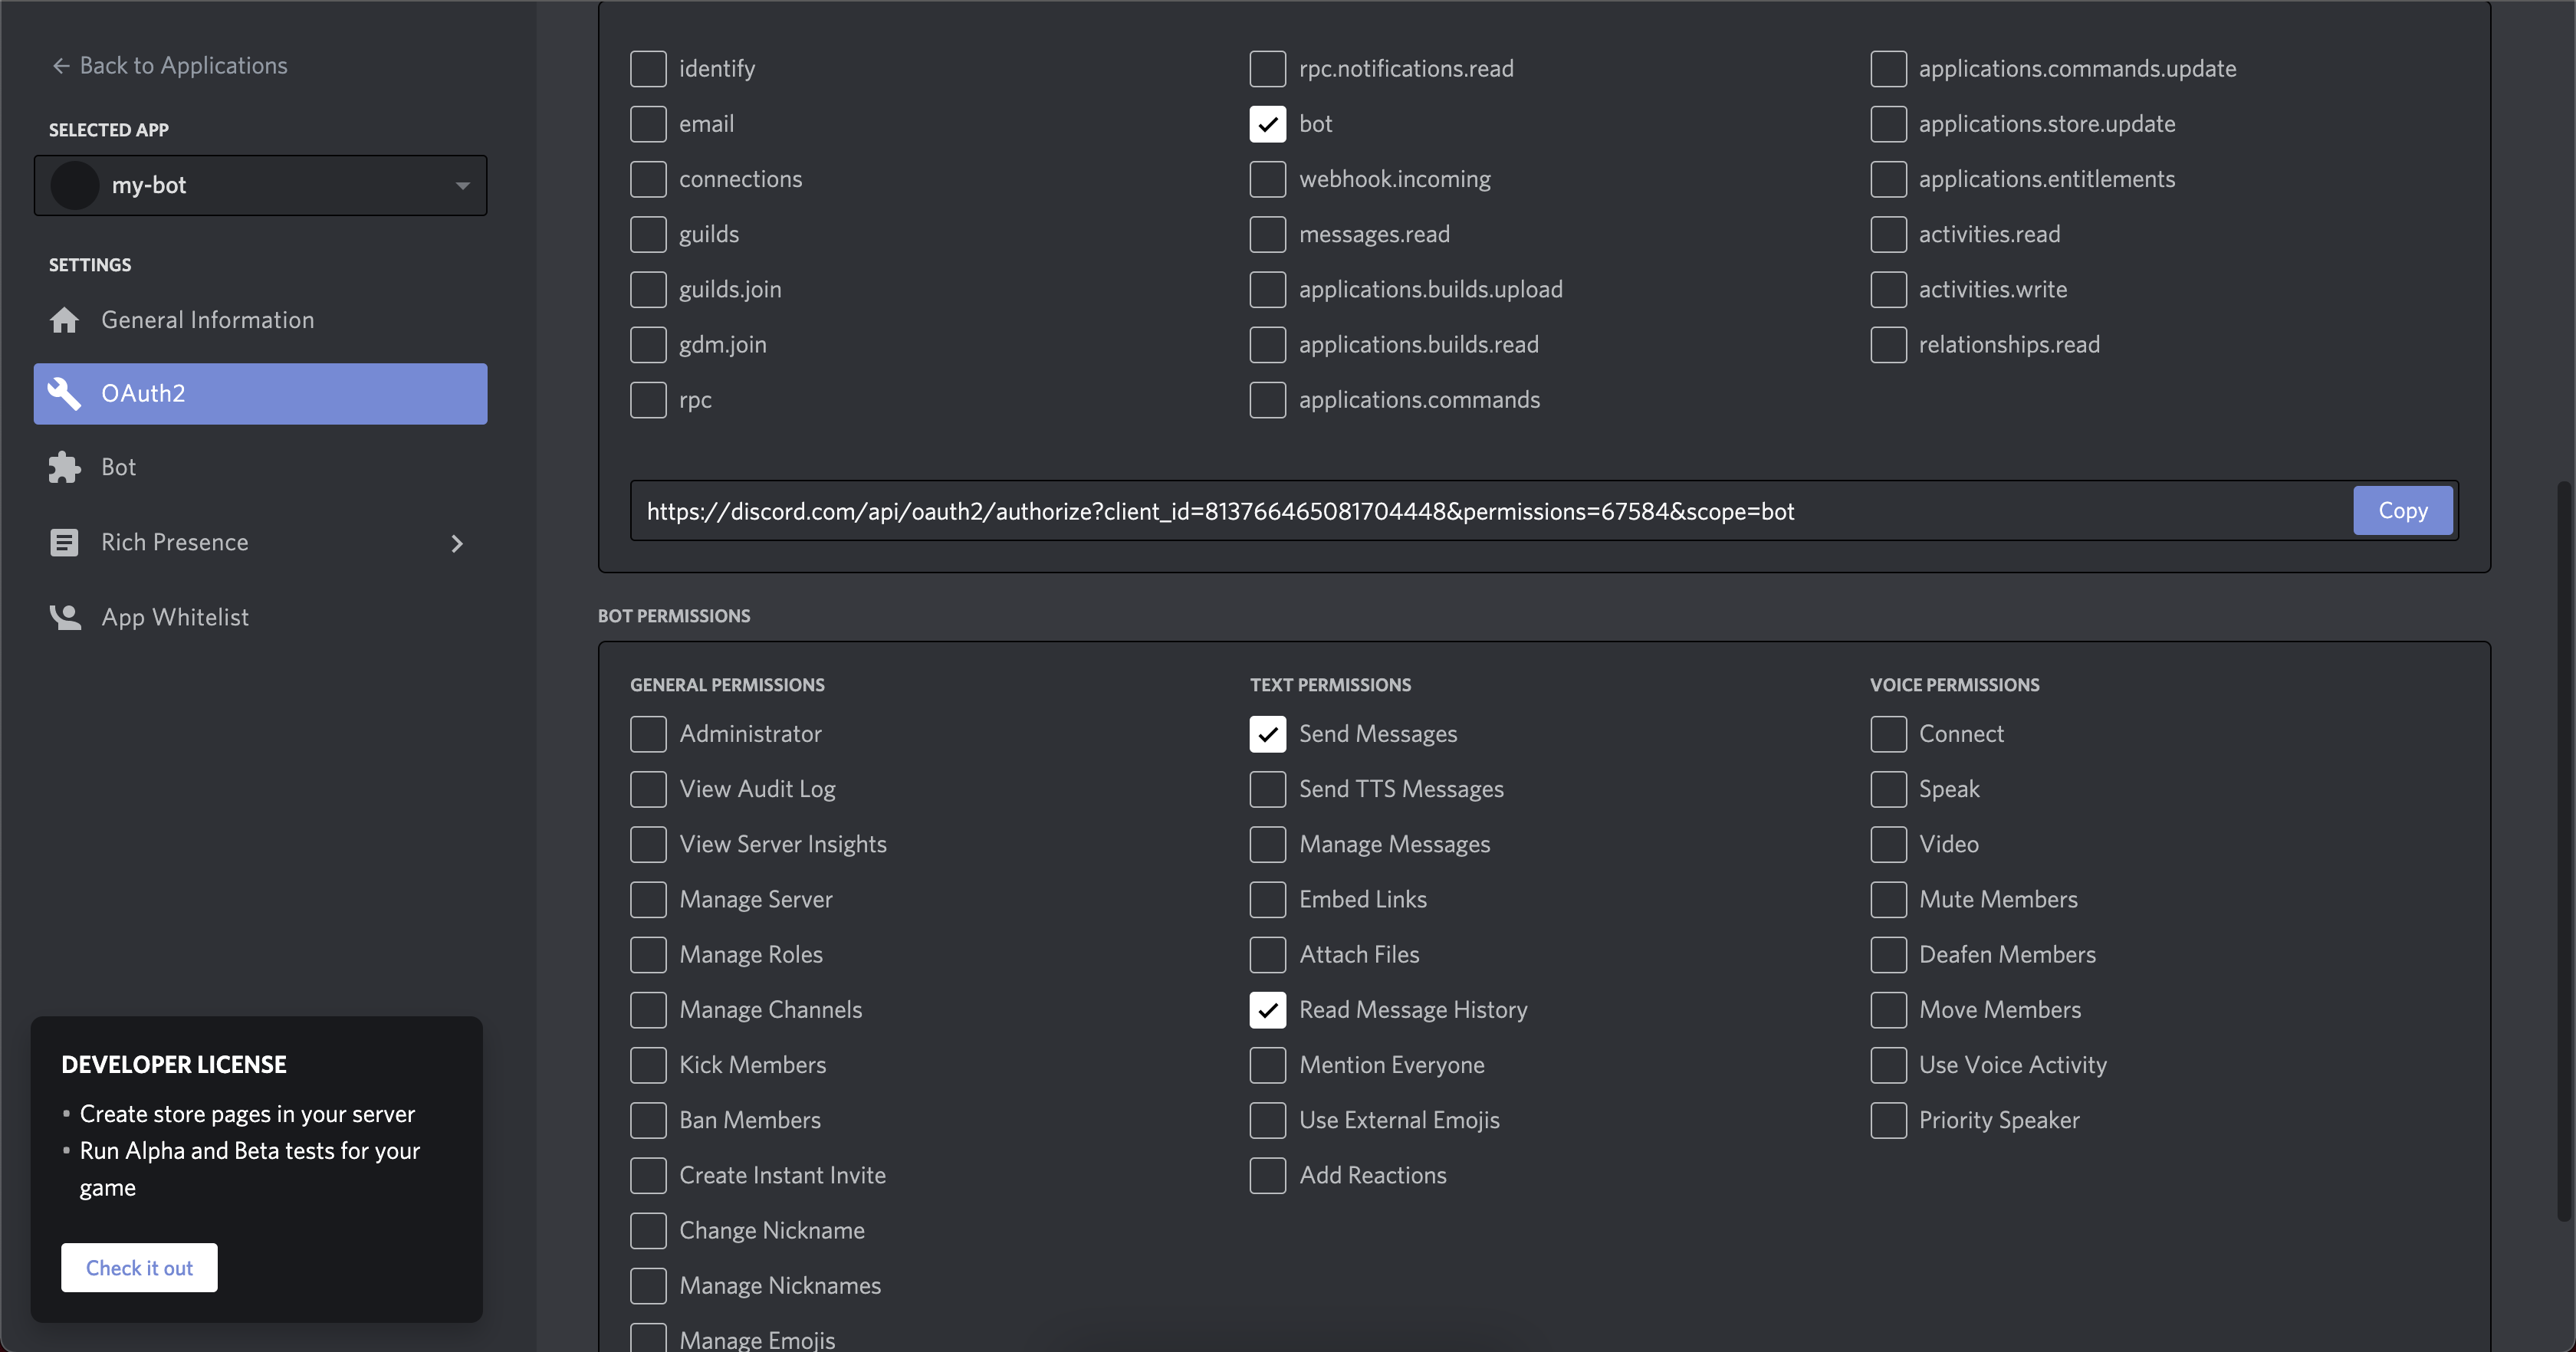 ← Back to Applications
SELECTED APP
my-bot
SETTINGS
General Information
OAuth2
Bot
Rich Presence
App Whitelist
DEVELOPER LICENSE
• Create store pages in your server
• Run Alpha and Beta tests for your
game
Check it out
identify
email
connections
guilds
guilds.join
gdm.join
rpc
rpc.notifications.read
bot
webhook.incoming
messages.read
applications.builds.upload
applications.builds.read
applications.commands
applications.commands.update
applications.store.update
applications.entitlements
activities.read
activities.write
relationships.read
https://discord.com/api/oauth2/authorize?client_id=813766465081704448&permissions=67584&scope=bot
Copy
BOT PERMISSIONS
GENERAL PERMISSIONS
Administrator
View Audit Log
View Server Insights
Manage Server
Manage Roles
Manage Channels
Kick Members
Ban Members
Create Instant Invite
Change Nickname
Manage Nicknames
Manage Emojis
TEXT PERMISSIONS
Send Messages
Send TTS Messages
Manage Messages
Embed Links
Attach Files
Read Message History
Mention Everyone
Use External Emojis
Add Reactions
VOICE PERMISSIONS
Connect
Speak
Video
Mute Members
Deafen Members
Move Members
Use Voice Activity
Priority Speaker